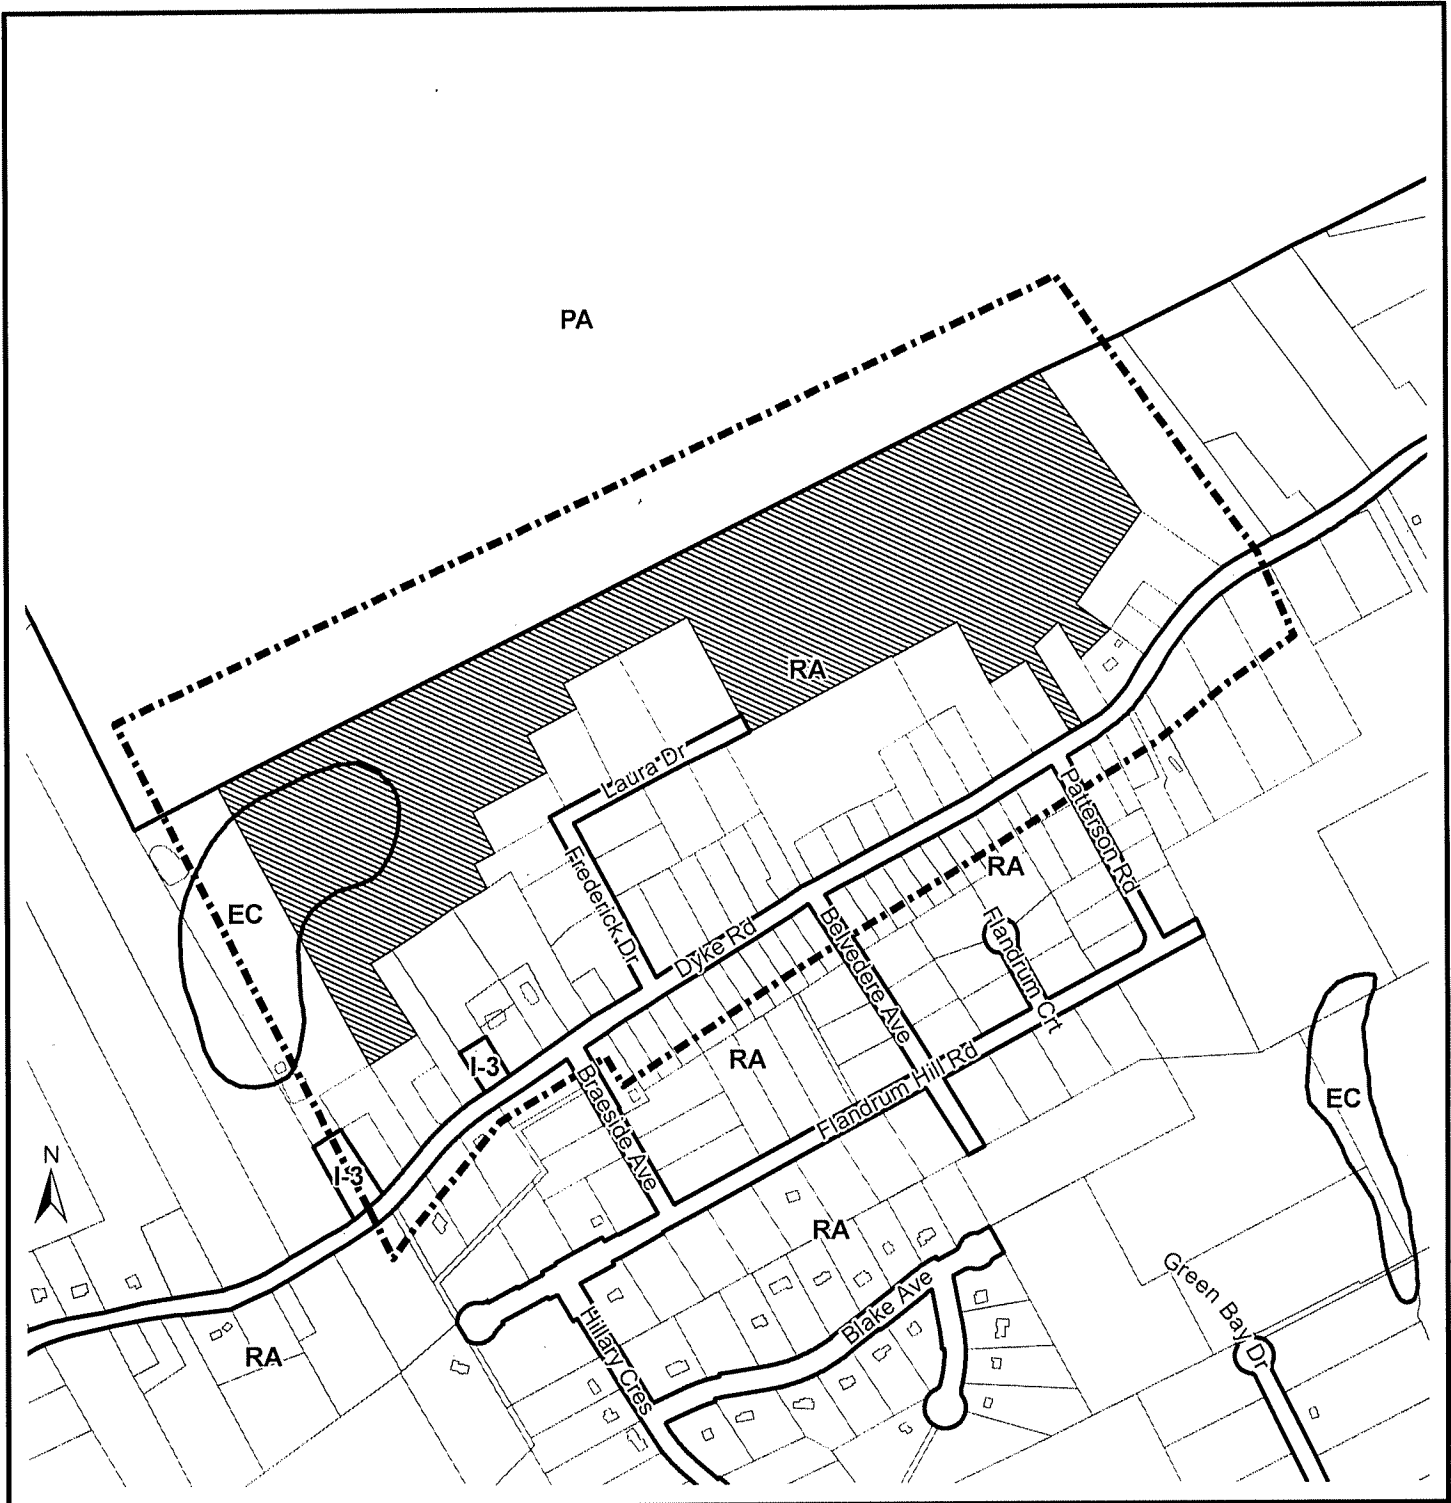 PA
RA
Laura Dr
Patterson Rd
RA
Frederick Dr
EC
Dyke Rd
Belvedere Ave
Flandrum Crt
RA
I-3
Braeside Ave
Flandrum Hill Rd
EC
N
I-3
RA
Green Bay Dr
Blake Ave
Hillary Cres
RA